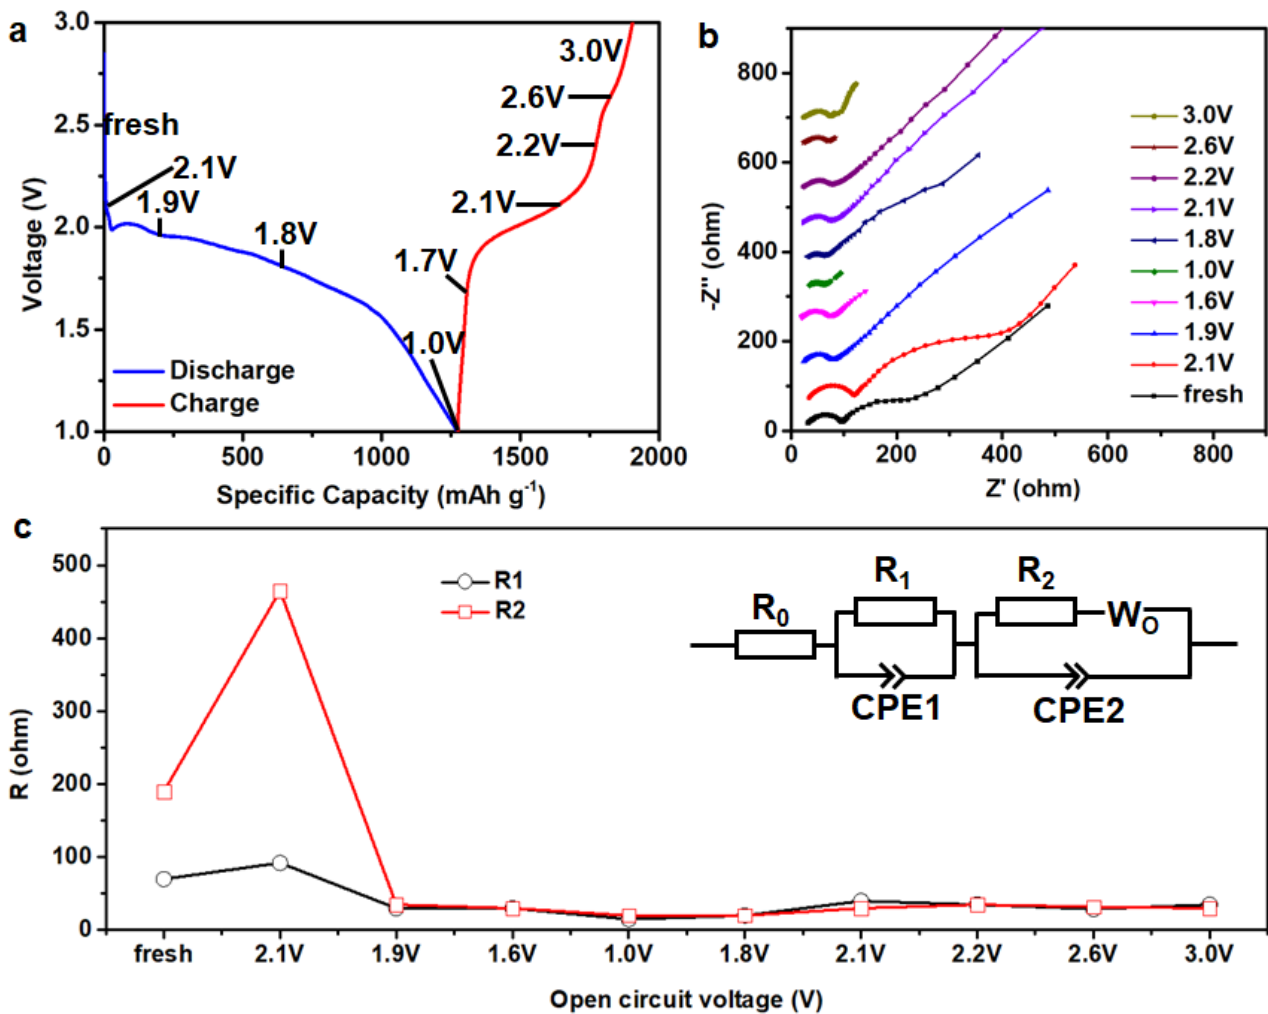 a
3.0
2.5
2.0
1.5
1.0
Voltage (V)
fresh
2.1V
1.9V
1.8V
1.0V
1.7V
2.1V
2.2V
2.6V
3.0V
Discharge
Charge
0
500
1000
1500
2000
Specific Capacity (mAh g⁻¹)
b
800
600
400
200
0
-Z'' (ohm)
3.0V
2.6V
2.2V
2.1V
1.8V
1.0V
1.6V
1.9V
2.1V
fresh
0
200
400
600
800
Z' (ohm)
c
500
400
300
200
100
0
R (ohm)
R1
R2
R₀
R₁
R₂
W_O
CPE1
CPE2
fresh
2.1V
1.9V
1.6V
1.0V
1.8V
2.1V
2.2V
2.6V
3.0V
Open circuit voltage (V)